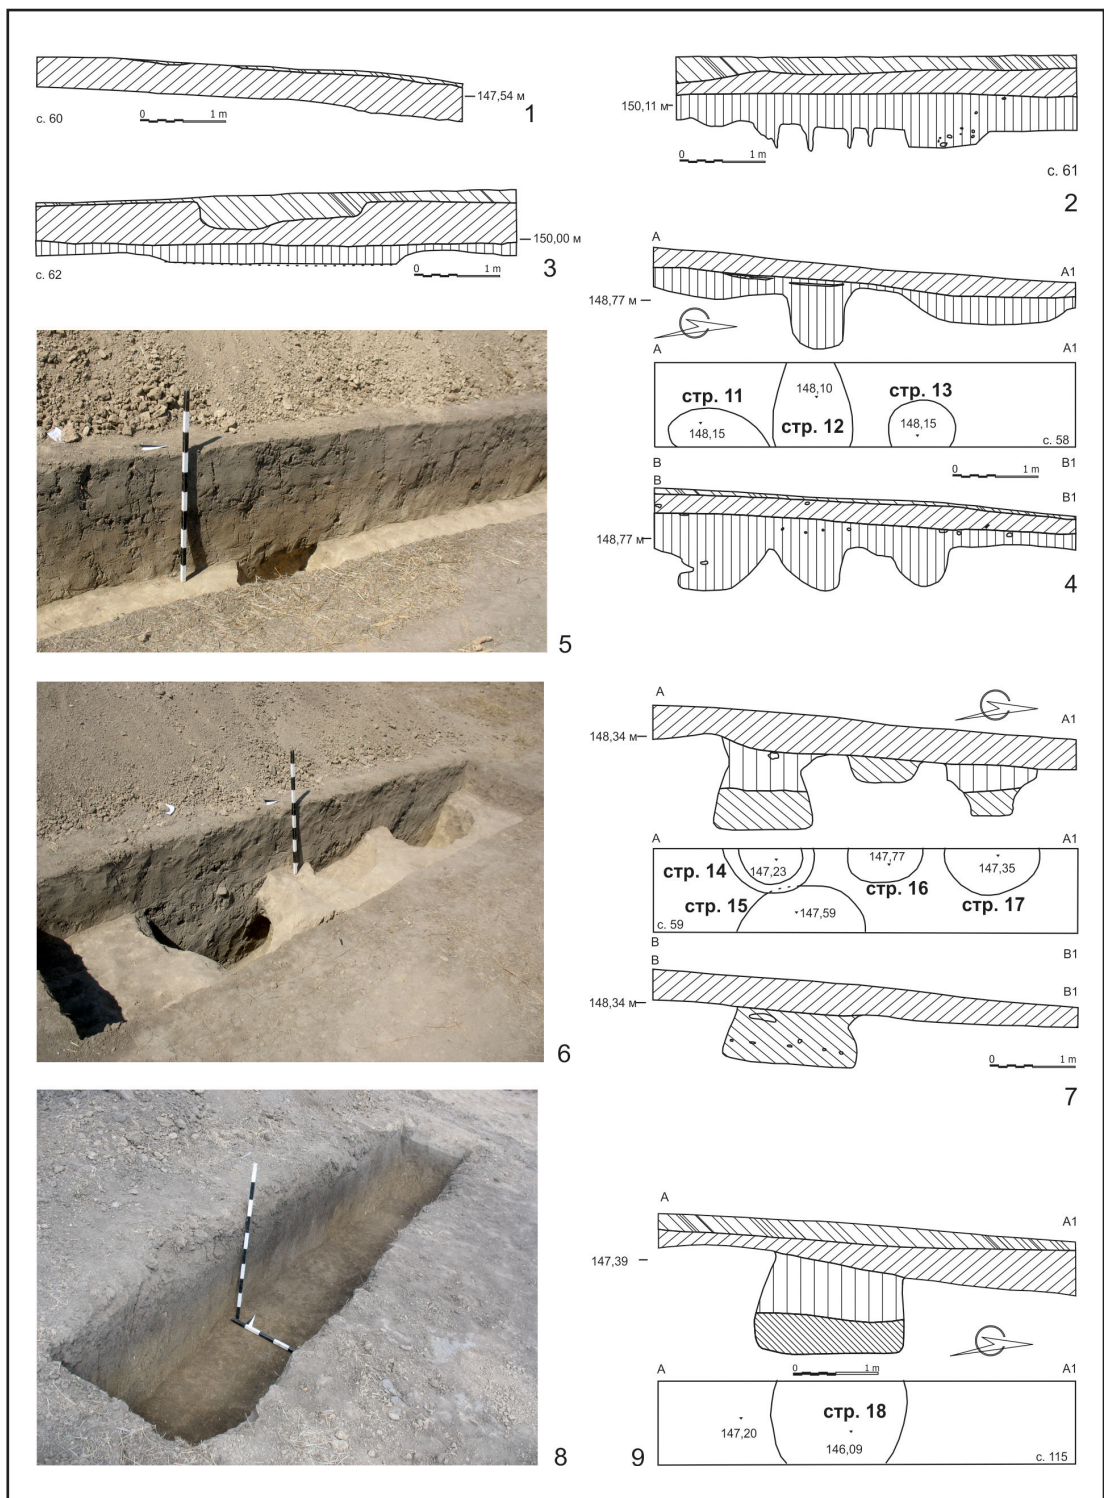 147,54 м
0 1 m
с. 60
1
150,11 м
0 1 m
с. 61
2
150,00 м
с. 62
0 1 m
3
A
A1
148,77 м
A A1
стр. 11
148,15
148,10
стр. 12
стр. 13
148,15
с. 58
B B1
0 1 m
B B1
148,77 м
4
5
A
A1
148,34 м
A A1
стр. 14
147,23
147,77
147,35
стр. 16
стр. 17
стр. 15
147,59
с. 59
B B1
B
B1
148,34 м
0 1 m
6
7
A
A1
147,39
0 1 m
A A1
стр. 18
147,20
146,09
с. 115
8
9